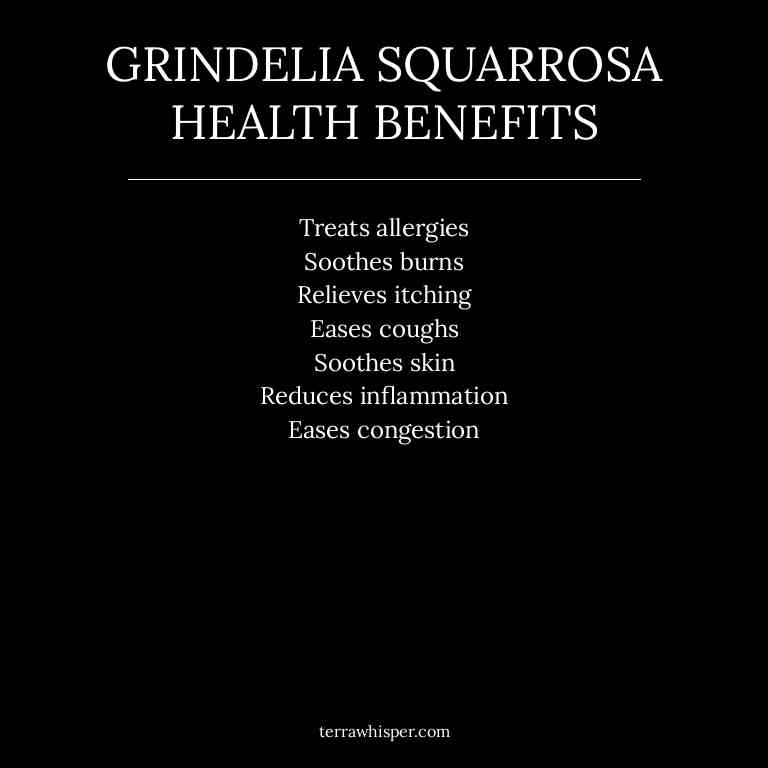 GRINDELIA SQUARROSA
HEALTH BENEFITS
Treats allergies
Soothes burns
Relieves itching
Eases coughs
Soothes skin
Reduces inflammation
Eases congestion
terrawhisper.com